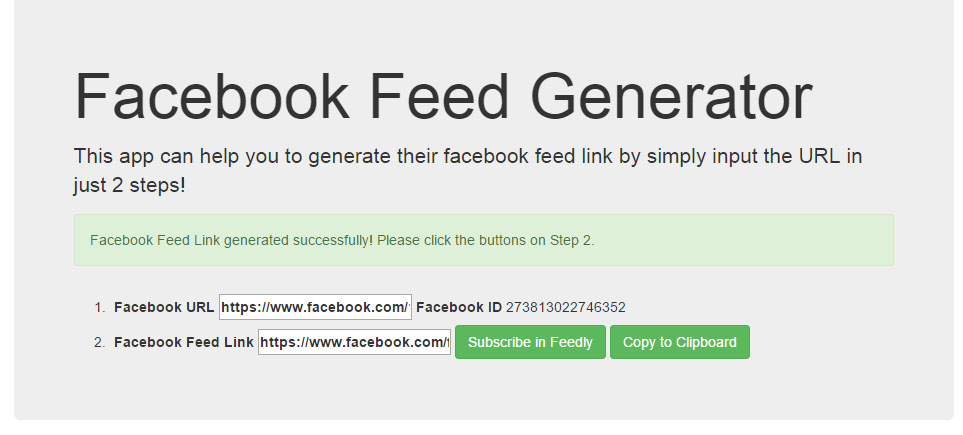 Facebook Feed Generator
This app can help you to generate their facebook feed link by simply input the URL in
just 2 steps!
Facebook Feed Link generated successfully! Please click the buttons on Step 2.
1. Facebook URL https://www.facebook.com/ Facebook ID 273813022746352
2. Facebook Feed Link https://www.facebook.com/f Subscribe in Feedly Copy to Clipboard